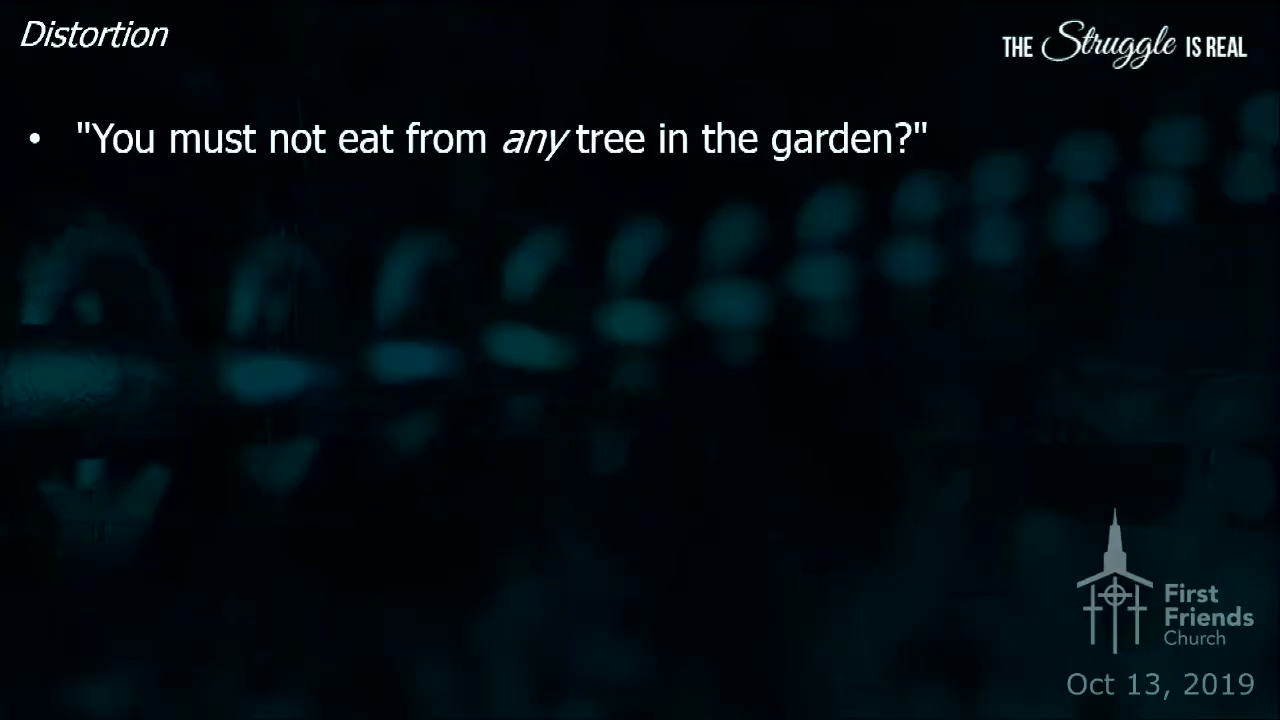 Distortion
THE Struggle IS REAL
• "You must not eat from any tree in the garden?"
First
Friends
Church
Oct 13, 2019